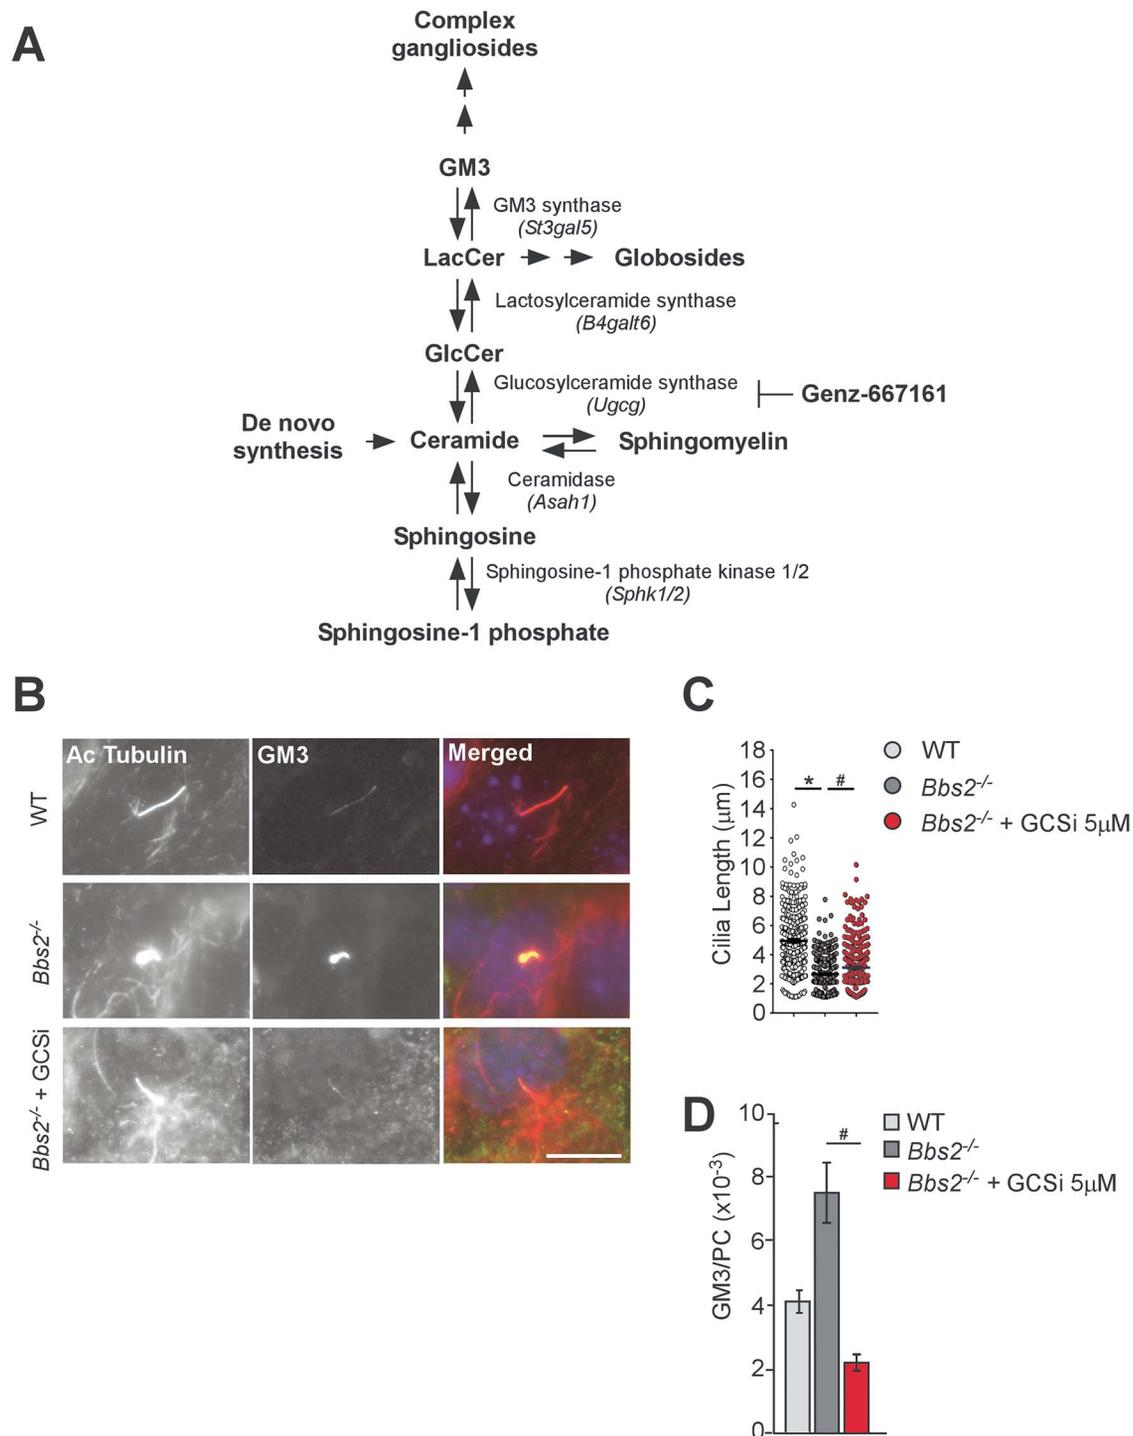 A
Complex
gangliosides
GM3
GM3 synthase
(St3gal5)
LacCer
Globosides
Lactosylceramide synthase
(B4galt6)
GlcCer
Glucosylceramide synthase
(Ugcg)
Genz-667161
De novo
synthesis
Ceramide
Sphingomyelin
Ceramidase
(Asah1)
Sphingosine
Sphingosine-1 phosphate kinase 1/2
(Sphk1/2)
Sphingosine-1 phosphate
B
Ac Tubulin
GM3
Merged
WT
Bbs2-/-
Bbs2-/- + GCSi
C
Cilia Length (μm)
18
16
14
12
10
8
6
4
2
0
*
#
WT
Bbs2-/-
Bbs2-/- + GCSi 5μM
D
GM3/PC (x10-3)
10
8
6
4
2
0
#
WT
Bbs2-/-
Bbs2-/- + GCSi 5μM